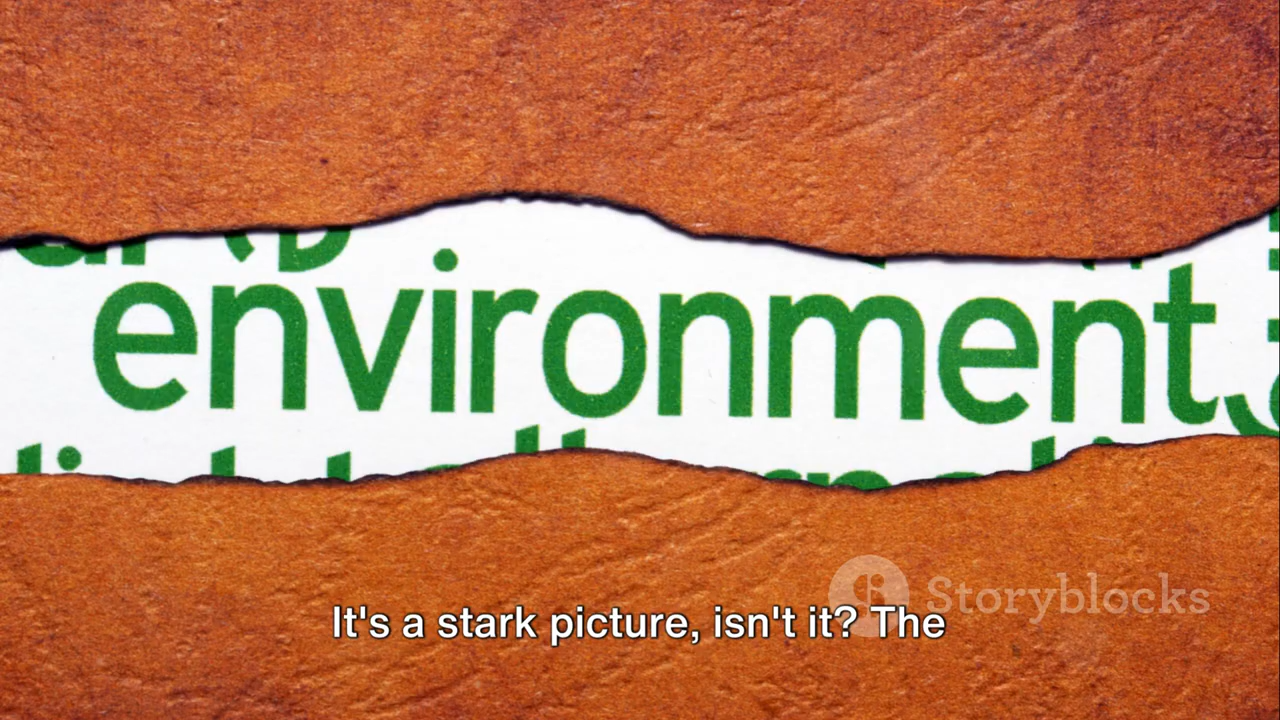 environment
Storyblocks
It's a stark picture, isn't it? The